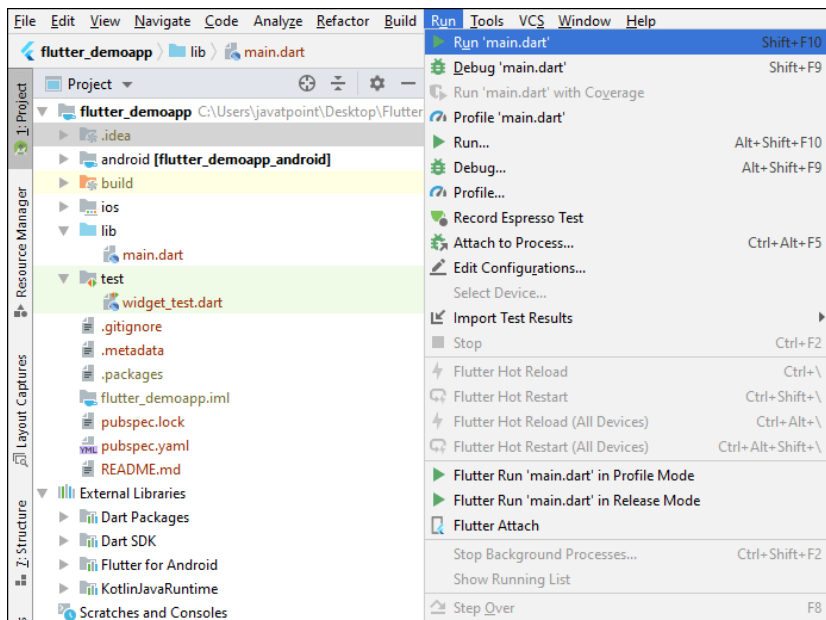 File Edit View Navigate Code Analyze Refactor Build Run Tools VCS Window Help
flutter_demoapp lib main.dart
Project
1: Project
Resource Manager
Layout Captures
7: Structure
flutter_demoapp C:\Users\javatpoint\Desktop\Flutter
.idea
android [flutter_demoapp_android]
build
ios
lib
main.dart
test
widget_test.dart
.gitignore
.metadata
.packages
flutter_demoapp.iml
pubspec.lock
YML pubspec.yaml
README.md
External Libraries
Dart Packages
Dart SDK
Flutter for Android
KotlinJavaRuntime
Scratches and Consoles
Run 'main.dart' Shift+F10
Debug 'main.dart' Shift+F9
Run 'main.dart' with Coverage
Profile 'main.dart'
Run... Alt+Shift+F10
Debug... Alt+Shift+F9
Profile...
Record Espresso Test
Attach to Process... Ctrl+Alt+F5
Edit Configurations...
Select Device...
Import Test Results
Stop Ctrl+F2
Flutter Hot Reload Ctrl+\
Flutter Hot Restart Ctrl+Shift+\
Flutter Hot Reload (All Devices) Ctrl+Alt+\
Flutter Hot Restart (All Devices) Ctrl+Alt+Shift+\
Flutter Run 'main.dart' in Profile Mode
Flutter Run 'main.dart' in Release Mode
Flutter Attach
Stop Background Processes... Ctrl+Shift+F2
Show Running List
Step Over F8